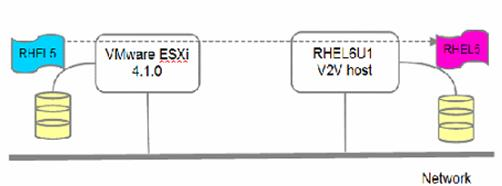 RHEL5
VMware ESXi
4.1.0
RHEL6U1
V2V host
RHEL5
Network